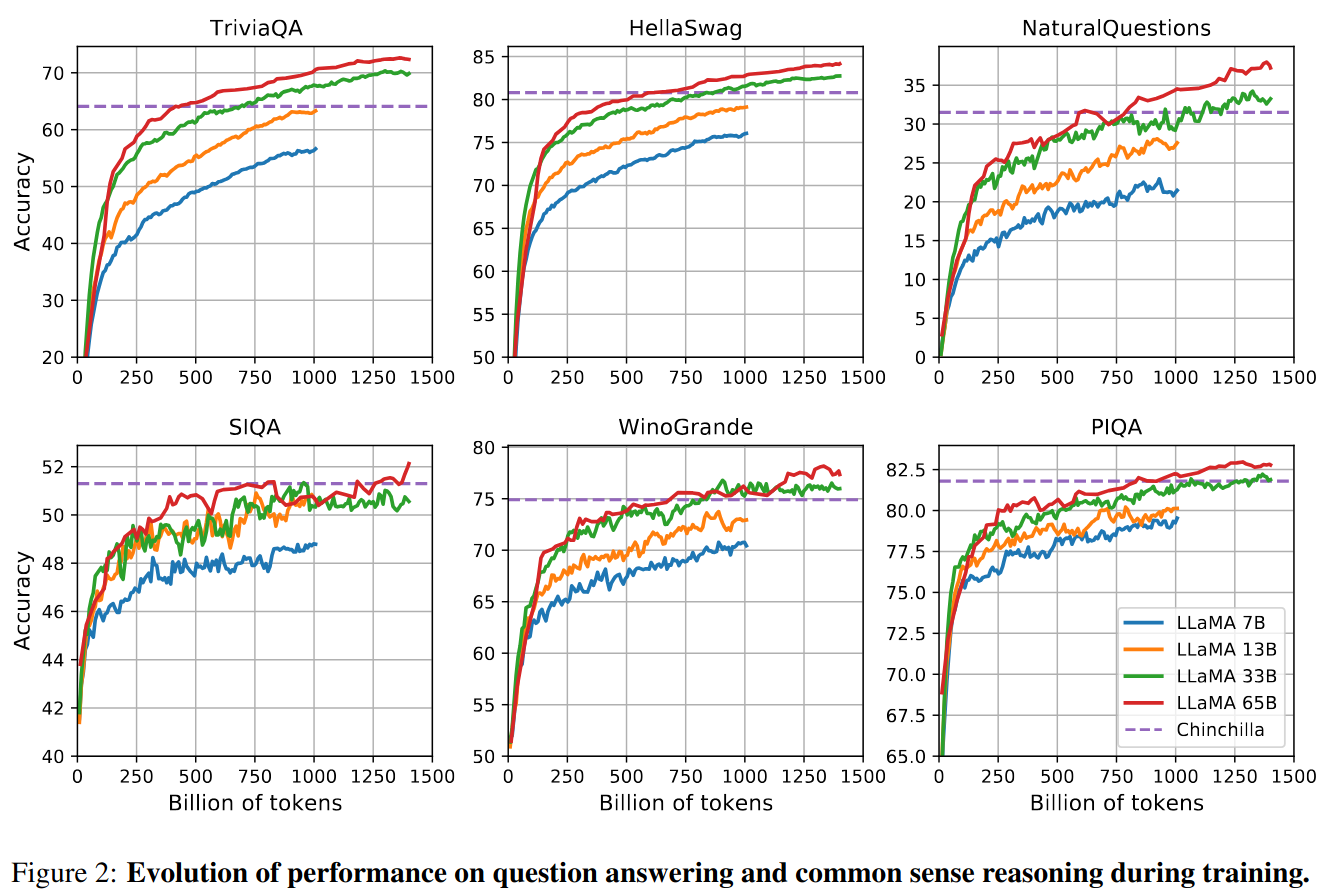 TriviaQA
Accuracy
70
60
50
40
30
20
0 250 500 750 1000 1250 1500
HellaSwag
85
80
75
70
65
60
55
50
0 250 500 750 1000 1250 1500
NaturalQuestions
35
30
25
20
15
10
5
0
0 250 500 750 1000 1250 1500
SIQA
Accuracy
52
50
48
46
44
42
40
0 250 500 750 1000 1250 1500
Billion of tokens
WinoGrande
80
75
70
65
60
55
50
0 250 500 750 1000 1250 1500
Billion of tokens
PIQA
82.5
80.0
77.5
75.0
72.5
70.0
67.5
65.0
LLaMA 7B
LLaMA 13B
LLaMA 33B
LLaMA 65B
Chinchilla
0 250 500 750 1000 1250 1500
Billion of tokens
Figure 2: Evolution of performance on question answering and common sense reasoning during training.